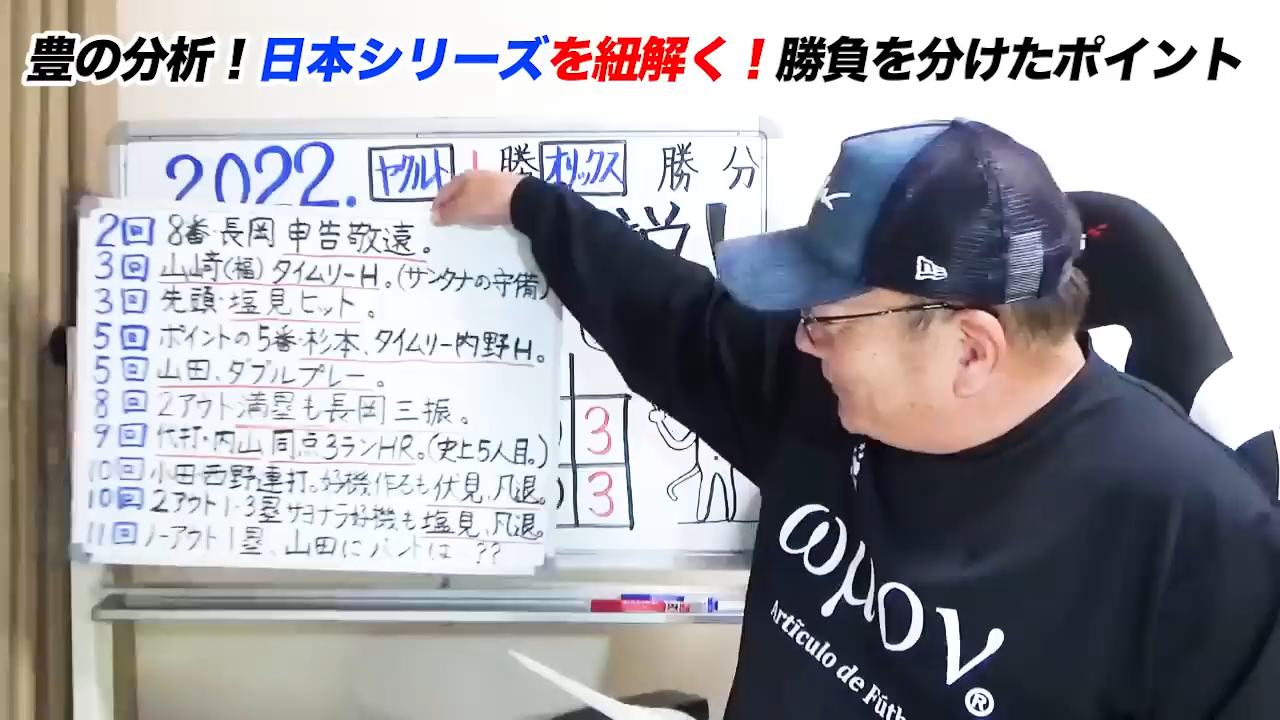 豊の分析！日本シリーズを紐解く！勝負を分けたポイント
2022. ヤクルト 1勝 オリックス 勝 分
2回 8番・長岡 申告敬遠。
3回 山崎(福) タイムリーH。(サンタナの守備)
3回 先頭・塩見ヒット。
5回 ポイントの5番・杉本、タイムリー内野H。
5回 山田、ダブルプレー。
8回 2アウト満塁も長岡三振。
9回 代打・内山同点3ランHR。(史上5人目。)
10回 小田・西野連打。好機作るも伏見、凡退。
10回 2アウト1・3塁サヨナラ好機も塩見、凡退。
11回 ノーアウト1塁、山田にバントは…??
3
3
ωμον®
Artículo de Fútb